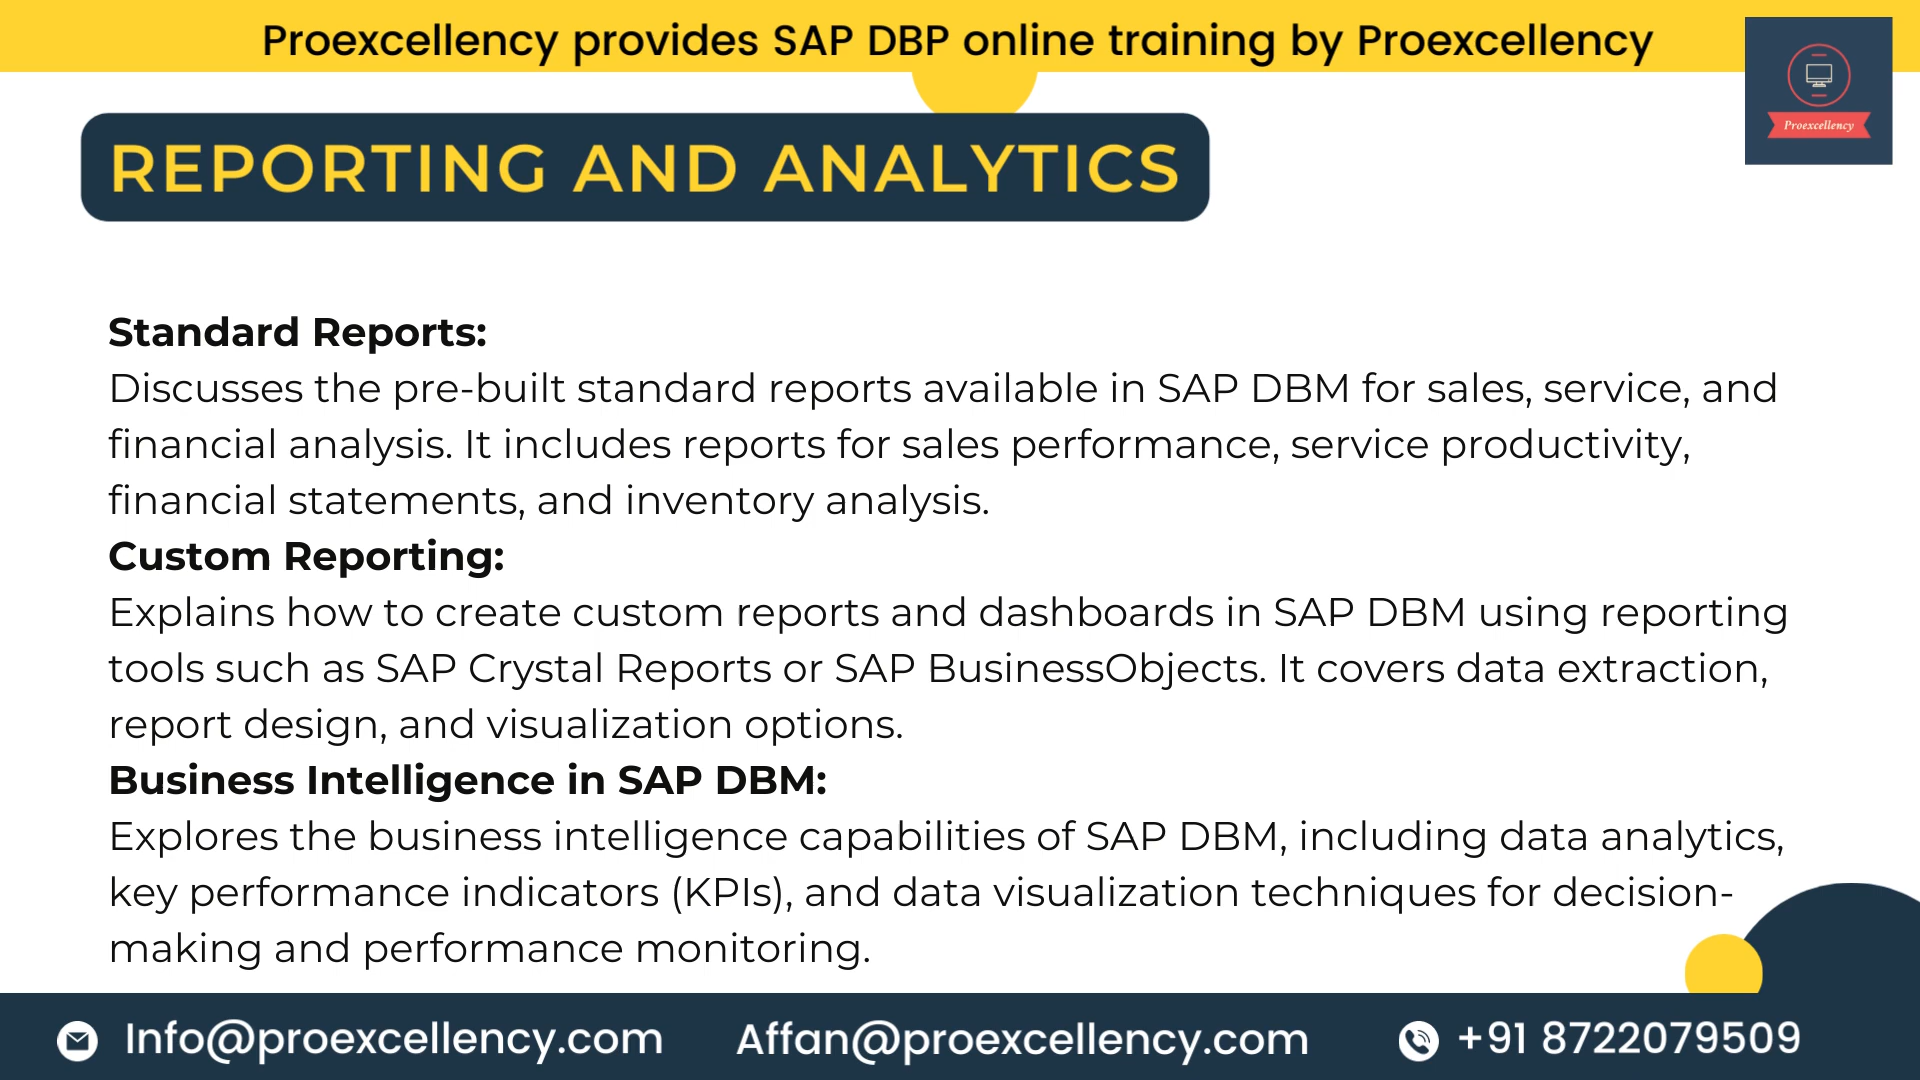 Proexcellency provides SAP DBP online training by Proexcellency
Proexcellency
REPORTING AND ANALYTICS
Standard Reports:
Discusses the pre-built standard reports available in SAP DBM for sales, service, and
financial analysis. It includes reports for sales performance, service productivity,
financial statements, and inventory analysis.
Custom Reporting:
Explains how to create custom reports and dashboards in SAP DBM using reporting
tools such as SAP Crystal Reports or SAP BusinessObjects. It covers data extraction,
report design, and visualization options.
Business Intelligence in SAP DBM:
Explores the business intelligence capabilities of SAP DBM, including data analytics,
key performance indicators (KPIs), and data visualization techniques for decision-
making and performance monitoring.
Info@proexcellency.com Affan@proexcellency.com +91 8722079509